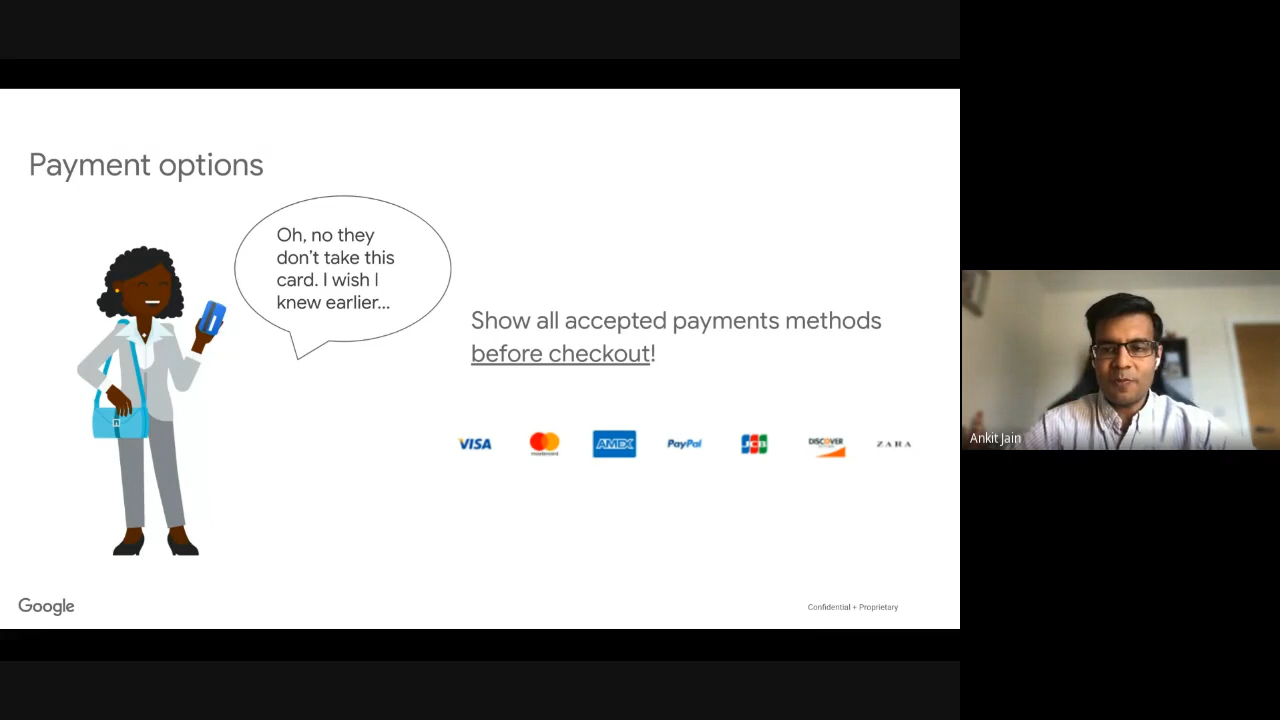 Payment options
Oh, no they
don't take this
card. I wish I
knew earlier...
Show all accepted payments methods
before checkout!
VISA
mastercard
AMEX
PayPal
JCB
DISCOVER
ZARA
Google
Confidential + Proprietary
Ankit Jain